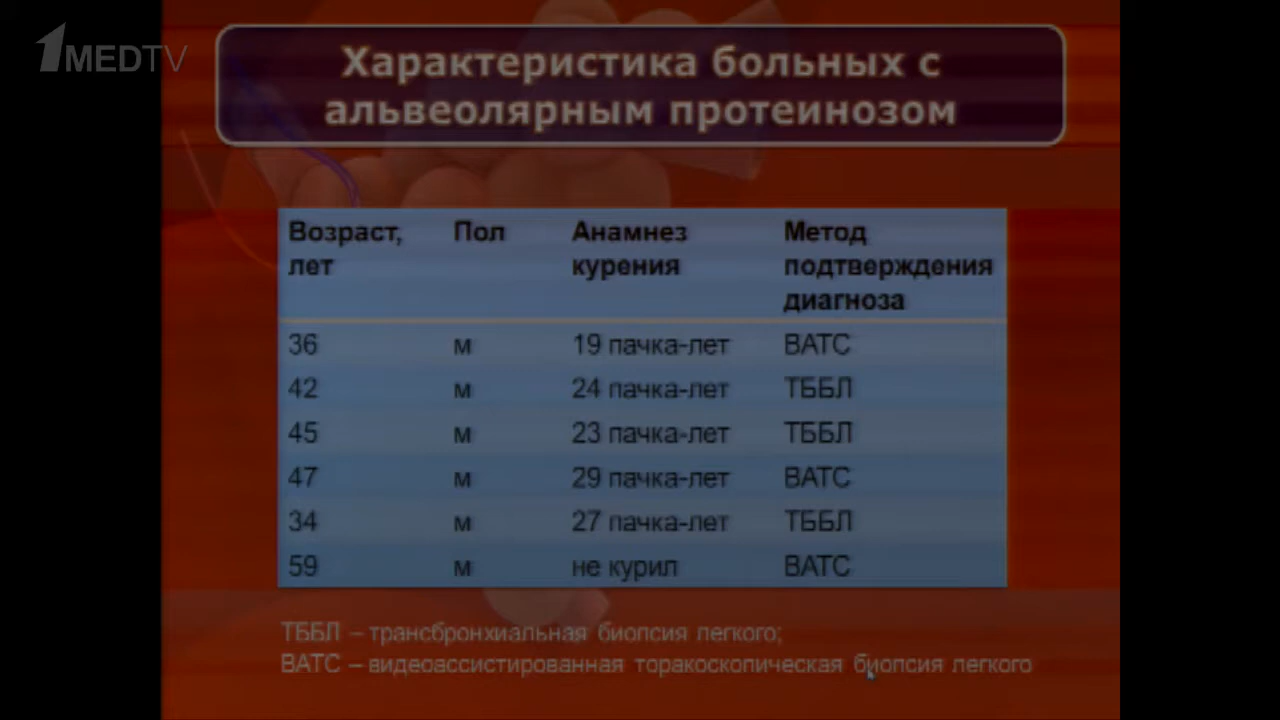 1MEDTV
Характеристика больных с
альвеолярным протеинозом
Возраст, лет Пол Анамнез курения Метод подтверждения диагноза
36 м 19 пачка-лет ВАТС
42 м 24 пачка-лет ТББЛ
45 м 23 пачка-лет ТББЛ
47 м 29 пачка-лет ВАТС
34 м 27 пачка-лет ТББЛ
59 м не курил ВАТС
ТББЛ – трансбронхиальная биопсия легкого;
ВАТС – видеоассистированная торакоскопическая биопсия легкого